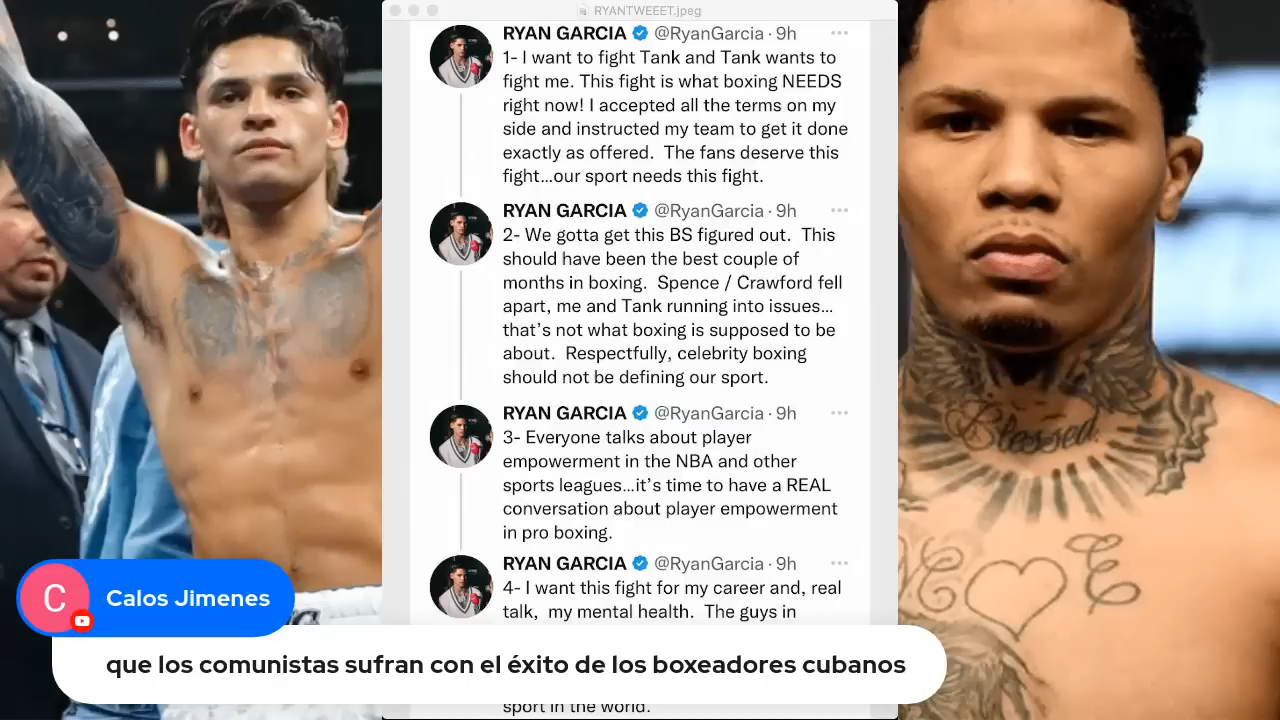 RYANTWEEET.jpeg
RYAN GARCIA @RyanGarcia · 9h
1- I want to fight Tank and Tank wants to
fight me. This fight is what boxing NEEDS
right now! I accepted all the terms on my
side and instructed my team to get it done
exactly as offered. The fans deserve this
fight...our sport needs this fight.
RYAN GARCIA @RyanGarcia · 9h
2- We gotta get this BS figured out. This
should have been the best couple of
months in boxing. Spence / Crawford fell
apart, me and Tank running into issues...
that's not what boxing is supposed to be
about. Respectfully, celebrity boxing
should not be defining our sport.
RYAN GARCIA @RyanGarcia · 9h
3- Everyone talks about player
empowerment in the NBA and other
sports leagues...it's time to have a REAL
conversation about player empowerment
in pro boxing.
RYAN GARCIA @RyanGarcia · 9h
4- I want this fight for my career and, real
talk, my mental health. The guys in
sport in the world.
C
Calos Jimenes
que los comunistas sufran con el éxito de los boxeadores cubanos
Blessed